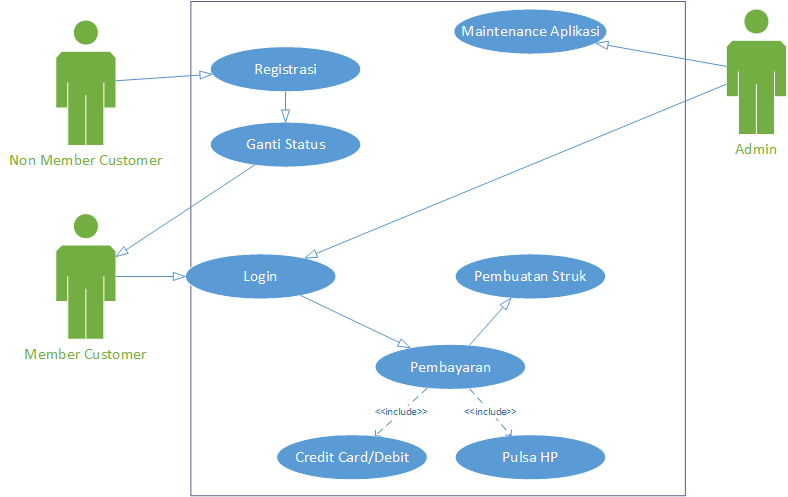 Maintenance Aplikasi
Registrasi
Admin
Ganti Status
Non Member Customer
Login
Pembuatan Struk
Member Customer
Pembayaran
<<include>>
<<include>>
Credit Card/Debit
Pulsa HP